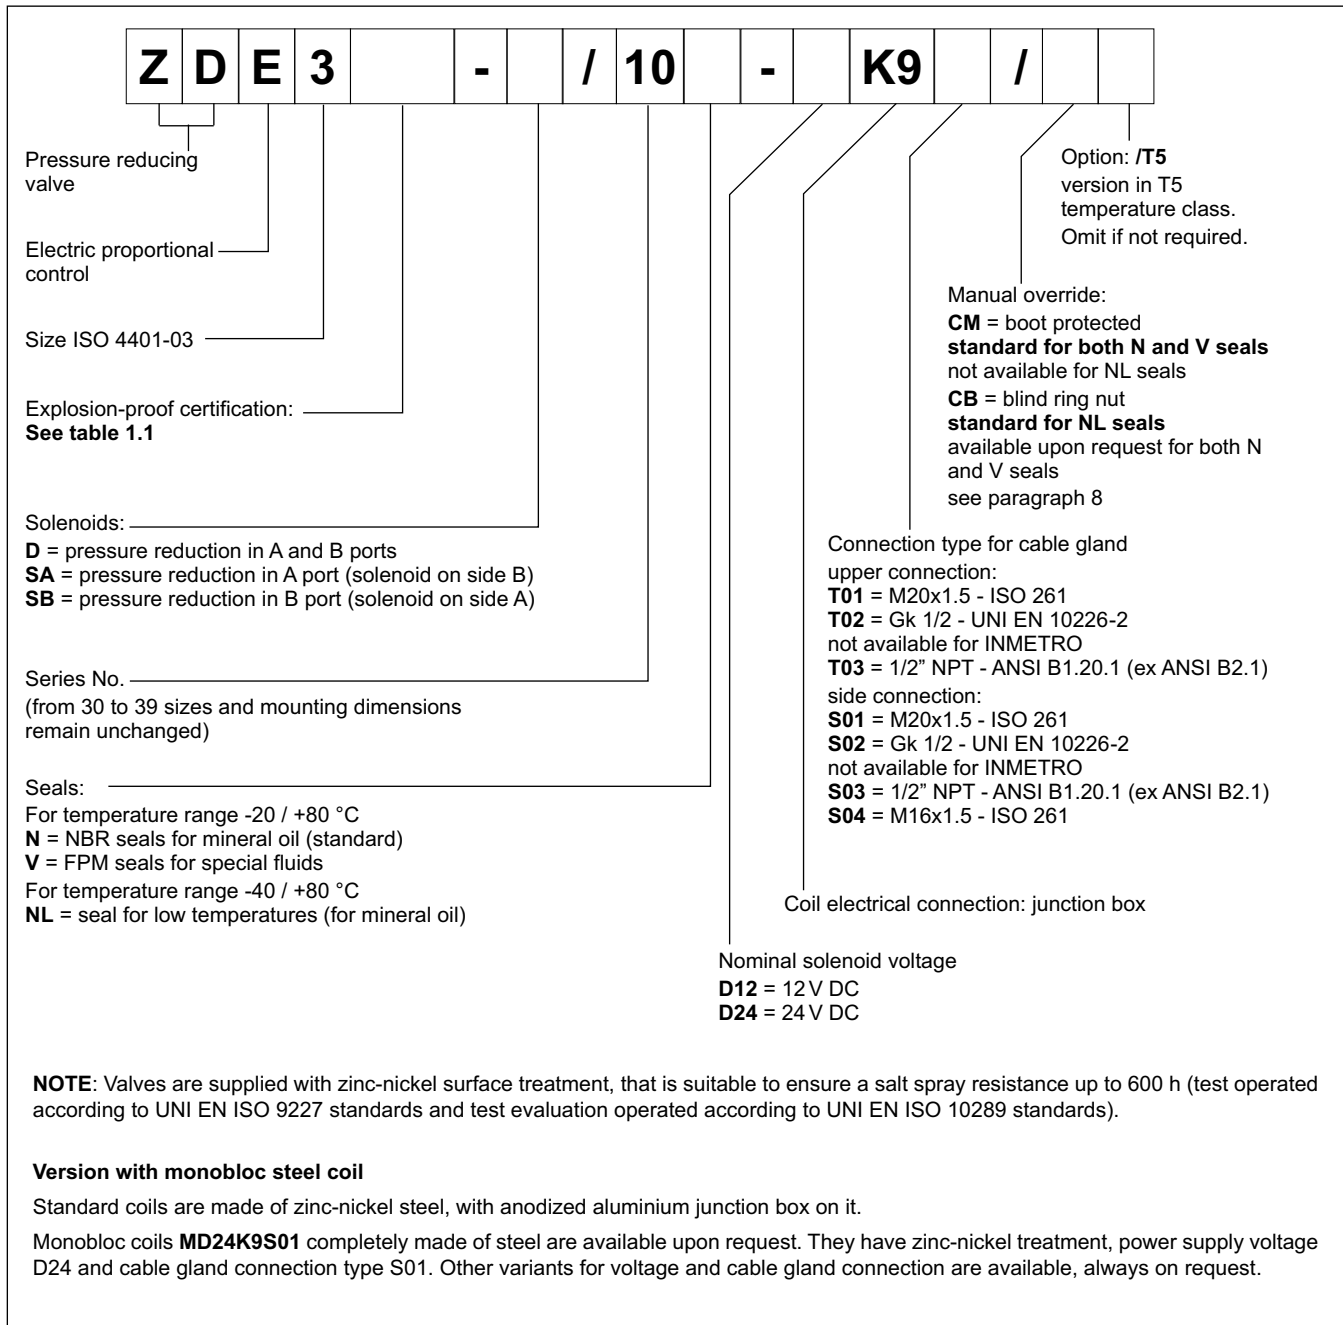 Z D E 3 - / 10 - K9 /
Pressure reducing
valve
Electric proportional
control
Size ISO 4401-03
Explosion-proof certification:
See table 1.1
Solenoids:
D = pressure reduction in A and B ports
SA = pressure reduction in A port (solenoid on side B)
SB = pressure reduction in B port (solenoid on side A)
Series No.
(from 30 to 39 sizes and mounting dimensions
remain unchanged)
Seals:
For temperature range -20 / +80 °C
N = NBR seals for mineral oil (standard)
V = FPM seals for special fluids
For temperature range -40 / +80 °C
NL = seal for low temperatures (for mineral oil)
Option: /T5
version in T5
temperature class.
Omit if not required.
Manual override:
CM = boot protected
standard for both N and V seals
not available for NL seals
CB = blind ring nut
standard for NL seals
available upon request for both N
and V seals
see paragraph 8
Connection type for cable gland
upper connection:
T01 = M20x1.5 - ISO 261
T02 = Gk 1/2 - UNI EN 10226-2
not available for INMETRO
T03 = 1/2” NPT - ANSI B1.20.1 (ex ANSI B2.1)
side connection:
S01 = M20x1.5 - ISO 261
S02 = Gk 1/2 - UNI EN 10226-2
not available for INMETRO
S03 = 1/2” NPT - ANSI B1.20.1 (ex ANSI B2.1)
S04 = M16x1.5 - ISO 261
Coil electrical connection: junction box
Nominal solenoid voltage
D12 = 12 V DC
D24 = 24 V DC
NOTE: Valves are supplied with zinc-nickel surface treatment, that is suitable to ensure a salt spray resistance up to 600 h (test operated
according to UNI EN ISO 9227 standards and test evaluation operated according to UNI EN ISO 10289 standards).
Version with monobloc steel coil
Standard coils are made of zinc-nickel steel, with anodized aluminium junction box on it.
Monobloc coils MD24K9S01 completely made of steel are available upon request. They have zinc-nickel treatment, power supply voltage
D24 and cable gland connection type S01. Other variants for voltage and cable gland connection are available, always on request.